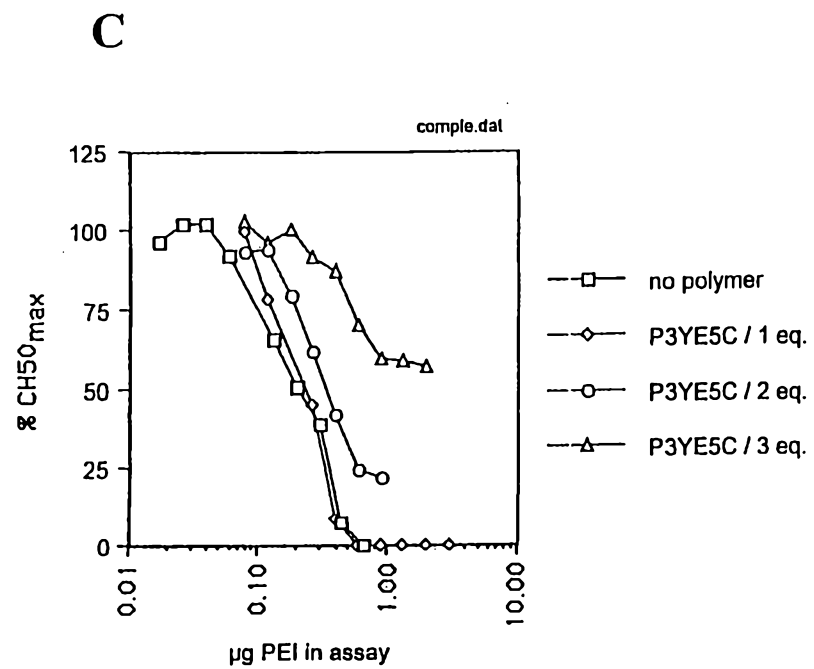 C
comple.dat
125
100
75
50
25
0
% CH50max
0.01
0.10
1.00
10.00
µg PEI in assay
no polymer
P3YE5C / 1 eq.
P3YE5C / 2 eq.
P3YE5C / 3 eq.